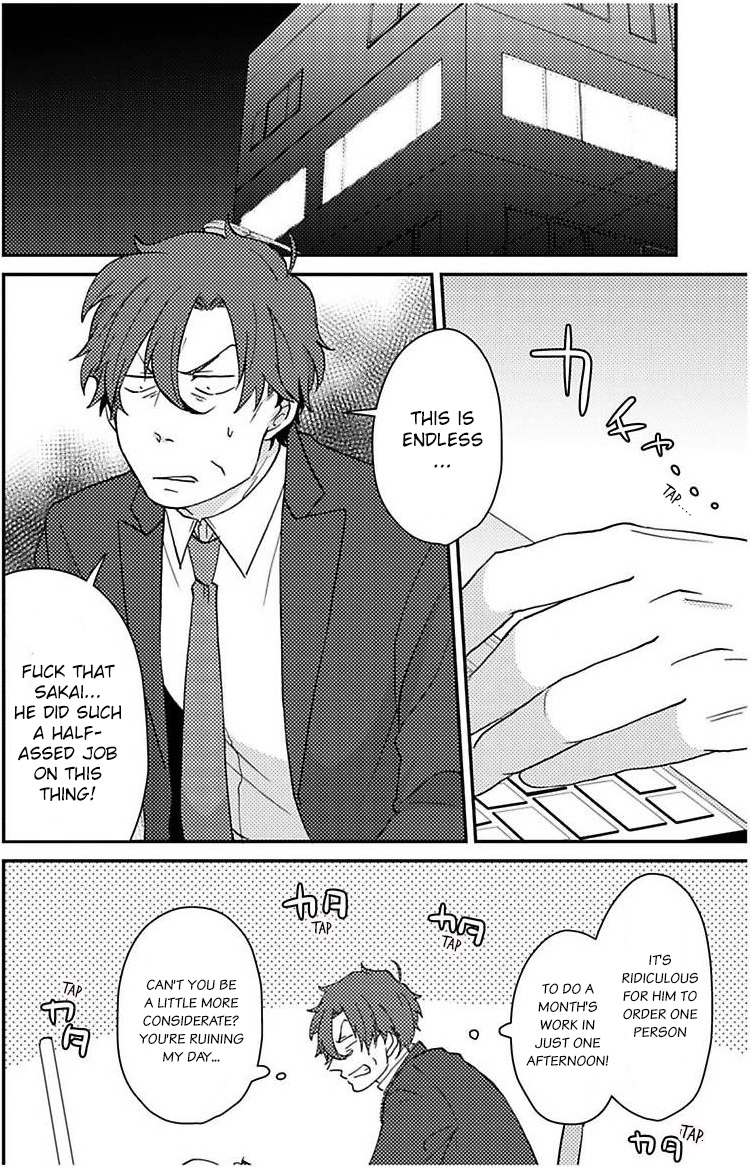 カ
タタ...
TAP....
THIS IS
ENDLESS
...
FUCK THAT
SAKAI...
HE DID SUCH
A HALF-
ASSED JOB
ON THIS
THING!
IT'S
RIDICULOUS
FOR HIM TO
ORDER ONE
PERSON
TO DO A
MONTH'S
WORK IN
JUST ONE
AFTERNOON!
カタ
TAP
カタ
TAP
CAN'T YOU BE
A LITTLE MORE
CONSIDERATE?
YOU'RE RUINING
MY DAY...
TAP
カタ
TAP
カタ